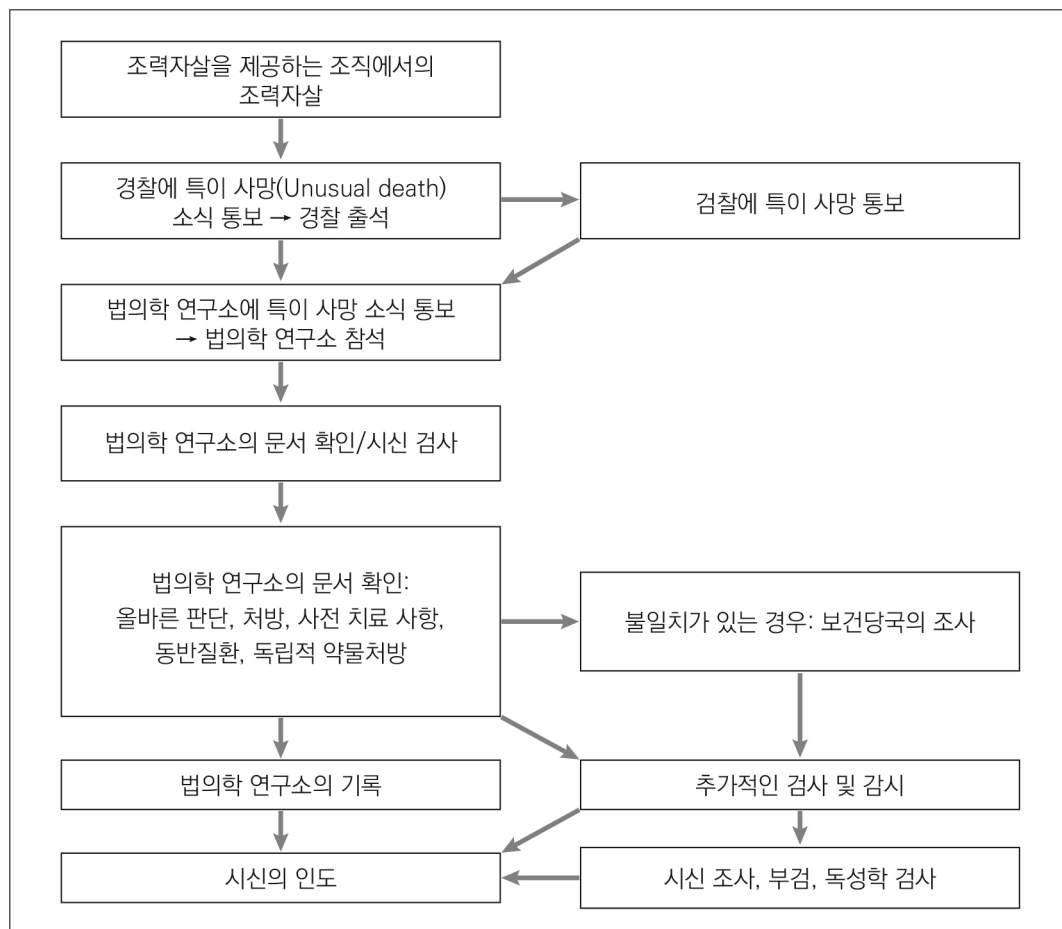 조력자살을 제공하는 조직에서의
조력자살
경찰에 특이 사망(Unusual death)
소식 통보 → 경찰 출석
검찰에 특이 사망 통보
법의학 연구소에 특이 사망 소식 통보
→ 법의학 연구소 참석
법의학 연구소의 문서 확인/시신 검사
법의학 연구소의 문서 확인:
올바른 판단, 처방, 사전 치료 사항,
동반질환, 독립적 약물처방
불일치가 있는 경우: 보건당국의 조사
법의학 연구소의 기록
추가적인 검사 및 감시
시신의 인도
시신 조사, 부검, 독성학 검사